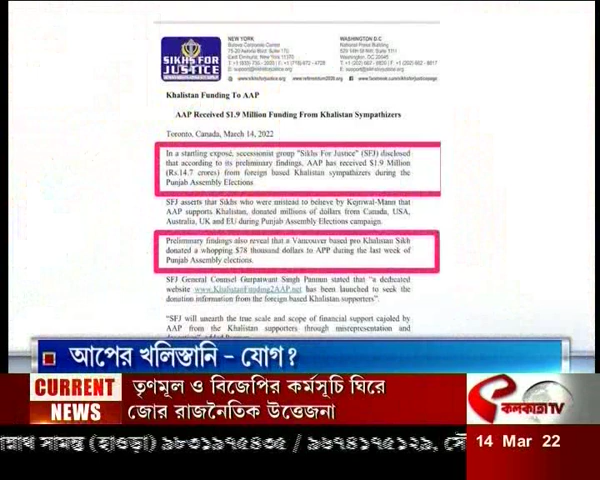 SIKHS FOR
JUSTICE
NEW YORK
WASHINGTON D.C
National Press Building
Khalistan Funding To AAP
AAP Received $1.9 Million Funding From Khalistan Sympathizers
Toronto, Canada, March 14, 2022
In a startling exposé, secessionist group "Sikhs For Justice" (SFJ) disclosed
that according to its preliminary findings, AAP has received $1.9 Million
(Rs.14.7 crores) from foreign based Khalistan sympathizers during the
Punjab Assembly Elections
SFJ asserts that Sikhs who were mislead to believe by Kejriwal-Mann that
AAP supports Khalistan, donated millions of dollars from Canada, USA,
Australia, UK and EU during Punjab Assembly Elections campaign.
Preliminary findings also reveal that a Vancouver based pro Khalistan Sikh
donated a whopping $78 thousand dollars to APP during the last week of
Punjab Assembly elections.
SFJ General Counsel Gurpatwant Singh Pannun stated that "a dedicated
website www.KhalistanFunding2AAP.net has been launched to seek the
donation information from the foreign based Khalistan supporters".
"SFJ will unearth the true scale and scope of financial support cajoled by
AAP from the Khalistan supporters through misrepresentation and
আপের খলিস্তানি - যোগ?
CURRENT
NEWS
তৃণমূল ও বিজেপির কর্মসূচি ঘিরে
জোর রাজনৈতিক উত্তেজনা
কলকাতা TV
সামন্ত (হাওড়া) ৯৮৩১৯৭৫৪৩৫ / ৯৬৭৪১৭৫১২৯,
14 Mar 22